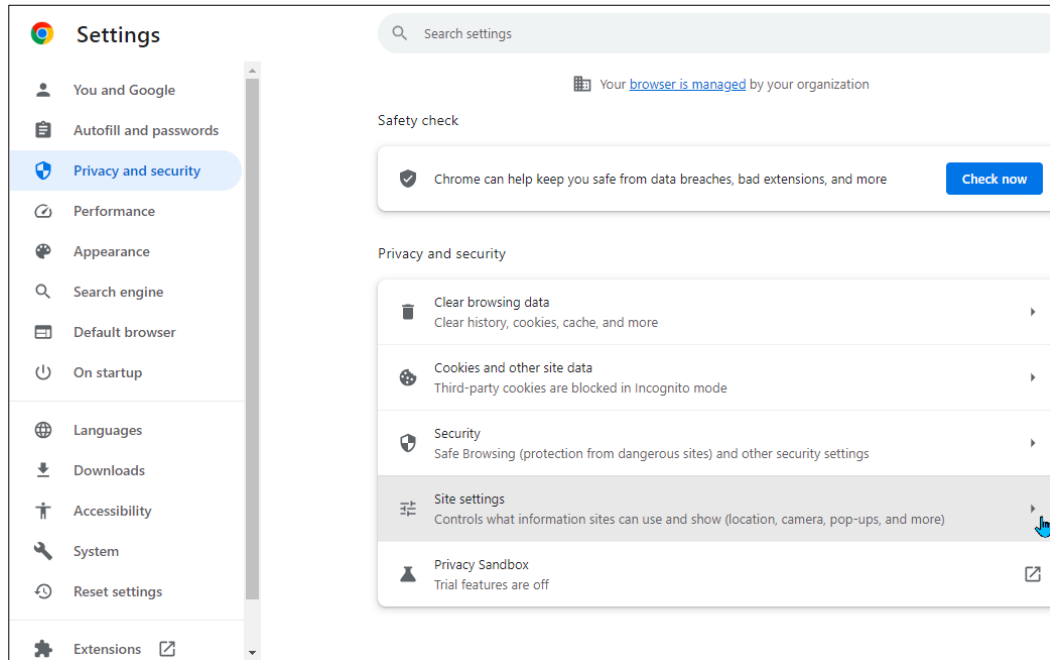 Settings
Search settings
You and Google
Autofill and passwords
Privacy and security
Performance
Appearance
Search engine
Default browser
On startup
Languages
Downloads
Accessibility
System
Reset settings
Extensions
Your browser is managed by your organization
Safety check
Chrome can help keep you safe from data breaches, bad extensions, and more
Check now
Privacy and security
Clear browsing data
Clear history, cookies, cache, and more
Cookies and other site data
Third-party cookies are blocked in Incognito mode
Security
Safe Browsing (protection from dangerous sites) and other security settings
Site settings
Controls what information sites can use and show (location, camera, pop-ups, and more)
Privacy Sandbox
Trial features are off